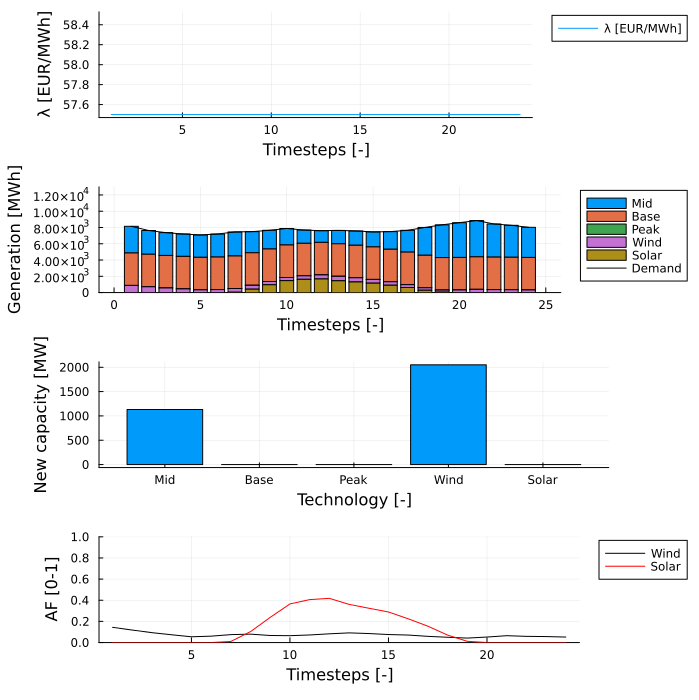 λ [EUR/MWh]
58.4
58.2
58.0
57.8
57.6
5 10 15 20
Timesteps [-]
λ [EUR/MWh]
Generation [MWh]
1.20×10⁴
1.00×10⁴
8.00×10³
6.00×10³
4.00×10³
2.00×10³
0
0 5 10 15 20 25
Timesteps [-]
Mid
Base
Peak
Wind
Solar
Demand
New capacity [MW]
2000
1500
1000
500
0
Mid Base Peak Wind Solar
Technology [-]
AF [0-1]
1.0
0.8
0.6
0.4
0.2
0.0
5 10 15 20
Timesteps [-]
Wind
Solar